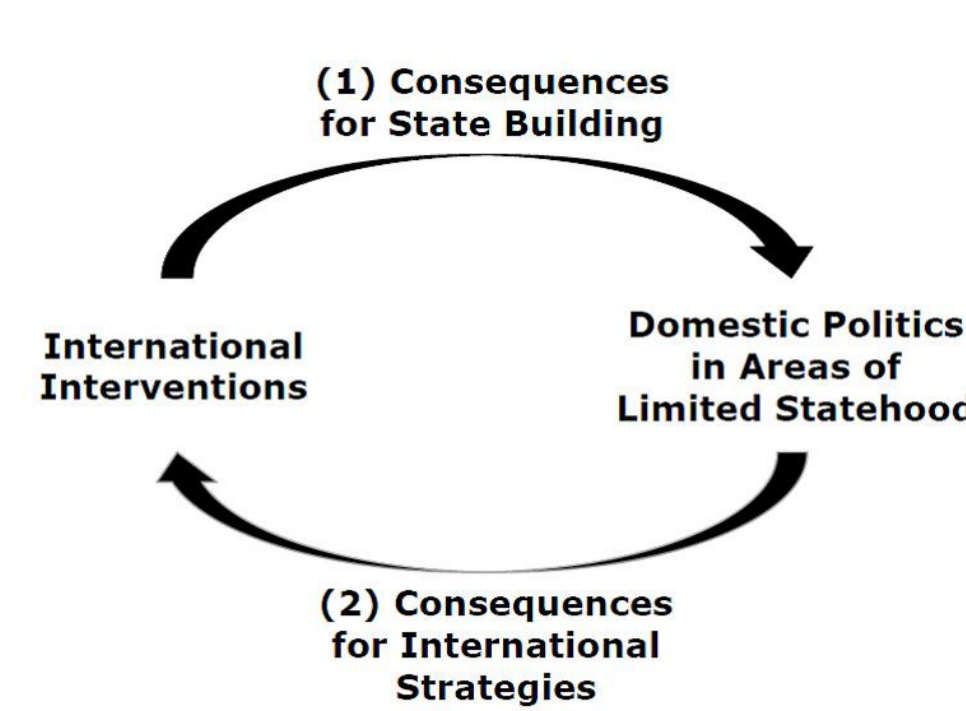 (1) Consequences
for State Building
International
Interventions
Domestic Politics
in Areas of
Limited Statehood
(2) Consequences
for International
Strategies